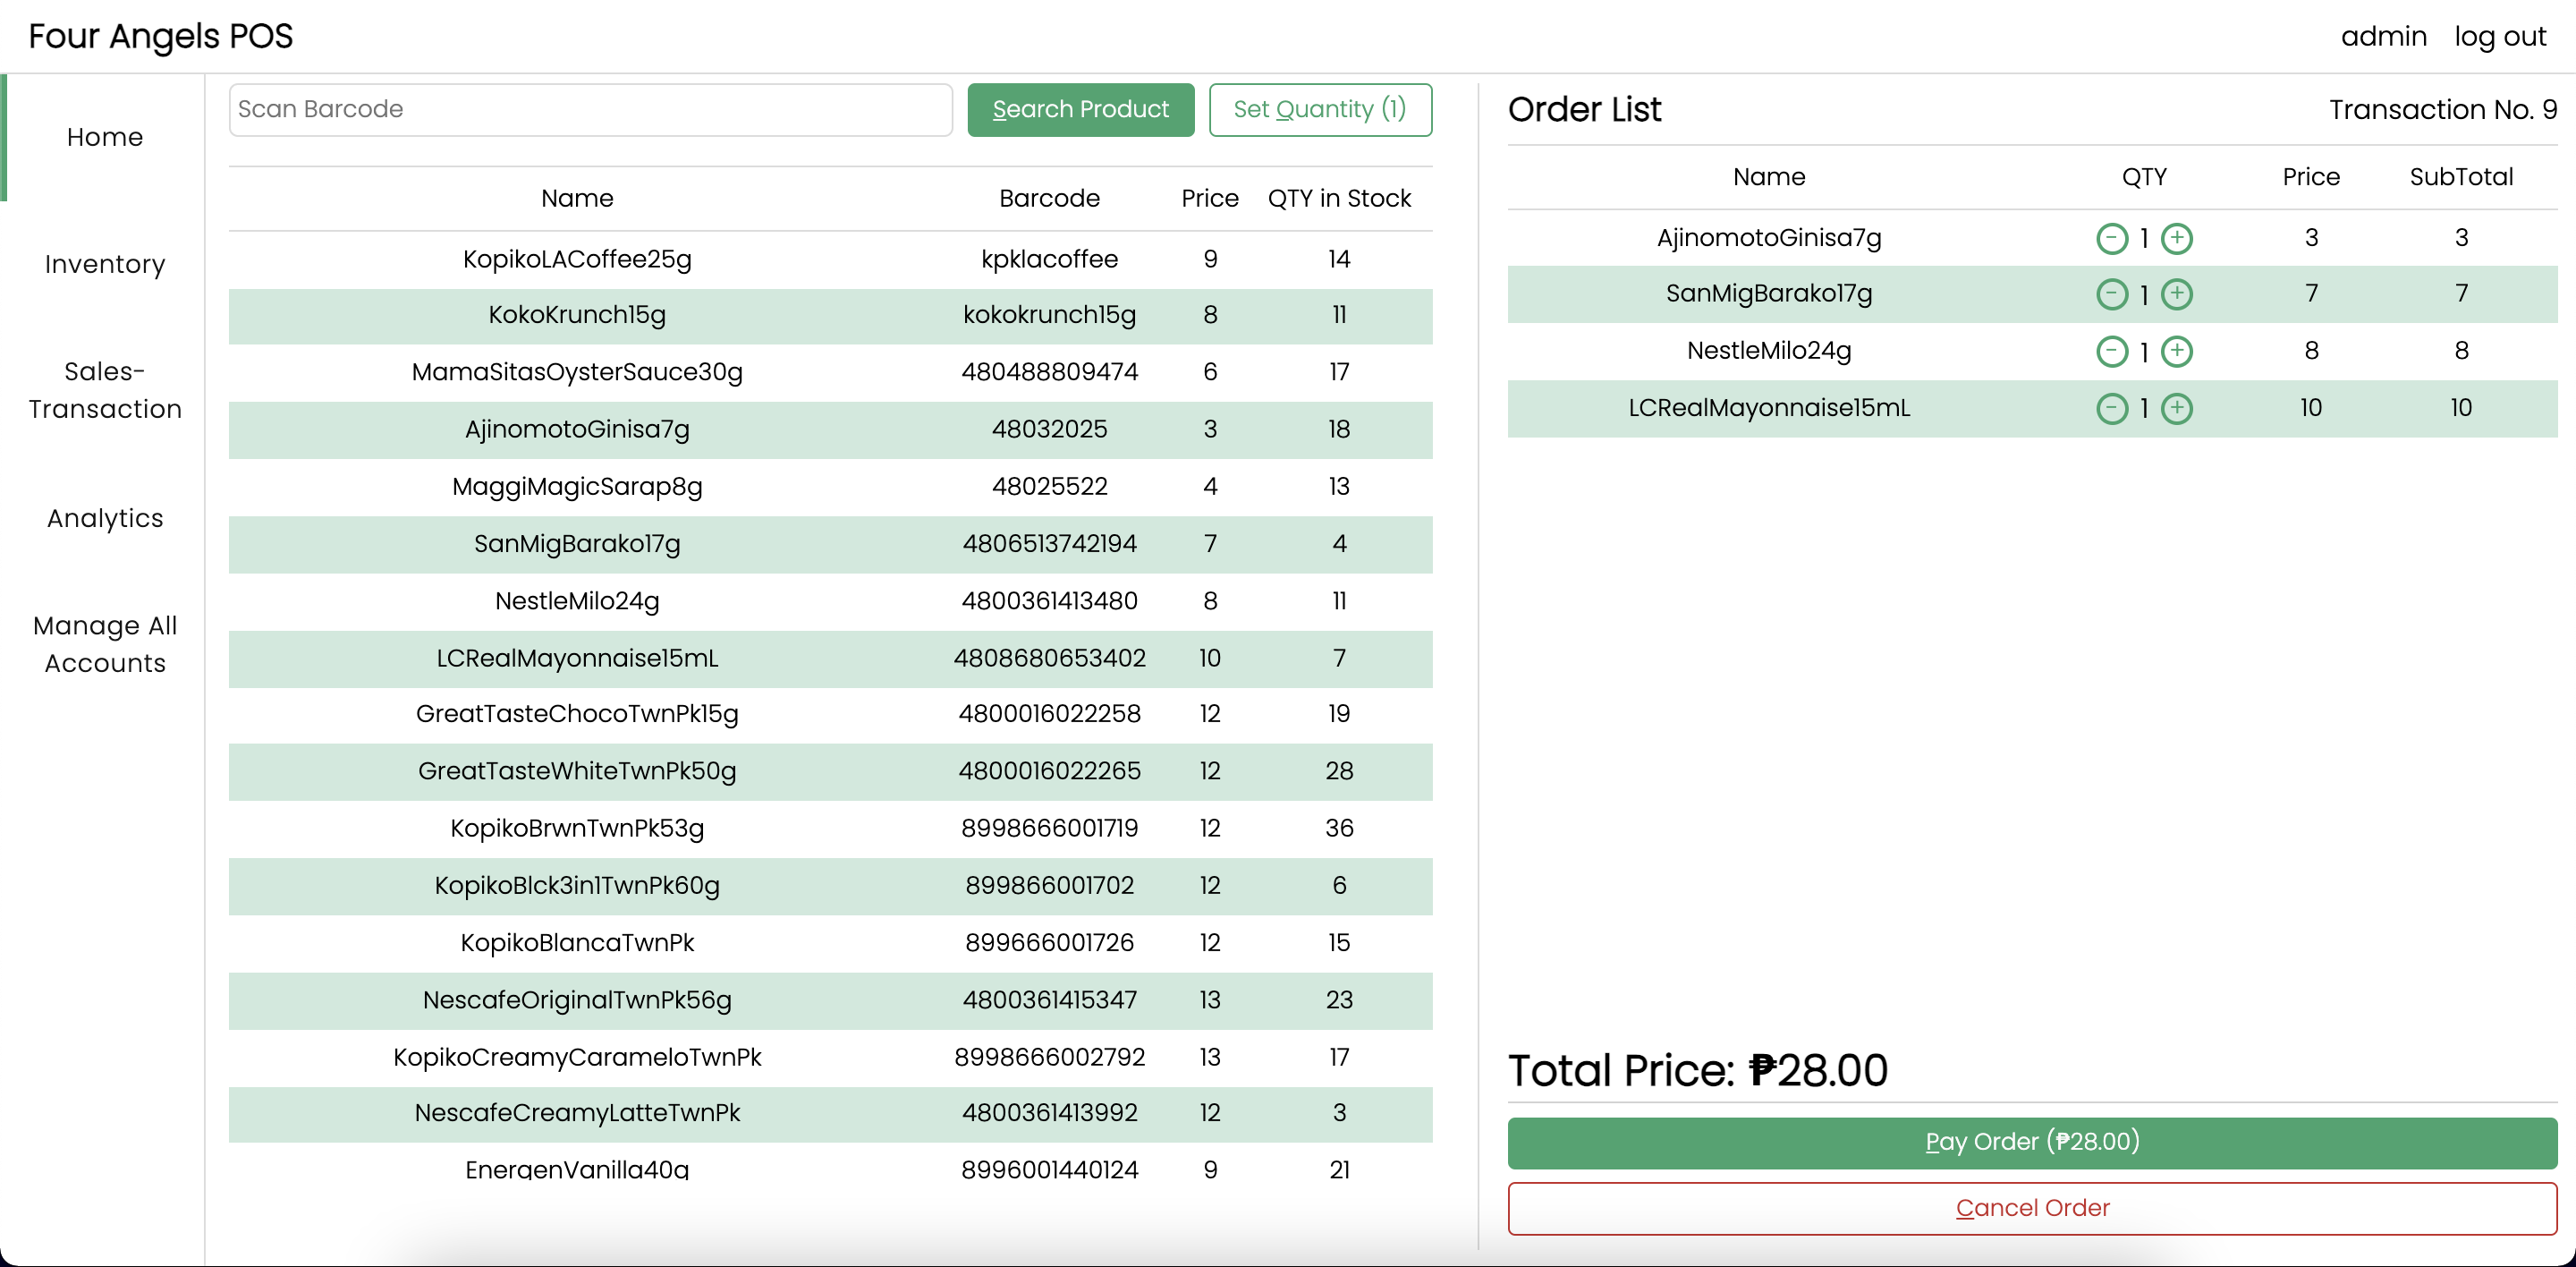 Four Angels POS
admin log out
Home
Inventory
Sales-
Transaction
Analytics
Manage All
Accounts
Scan Barcode Search Product Set Quantity (1)
Name Barcode Price QTY in Stock
KopikoLACoffee25g kpklacoffee 9 14
KokoKrunch15g kokokrunch15g 8 11
MamaSitasOysterSauce30g 480488809474 6 17
AjinomotoGinisa7g 48032025 3 18
MaggiMagicSarap8g 48025522 4 13
SanMigBarako17g 4806513742194 7 4
NestleMilo24g 4800361413480 8 11
LCRealMayonnaise15mL 4808680653402 10 7
GreatTasteChocoTwnPk15g 4800016022258 12 19
GreatTasteWhiteTwnPk50g 4800016022265 12 28
KopikoBrwnTwnPk53g 8998666001719 12 36
KopikoBlck3in1TwnPk60g 899866001702 12 6
KopikoBlancaTwnPk 899666001726 12 15
NescafeOriginalTwnPk56g 4800361415347 13 23
KopikoCreamyCarameloTwnPk 8998666002792 13 17
NescafeCreamyLatteTwnPk 4800361413992 12 3
EnergenVanilla40g 8996001440124 9 21
Order List Transaction No. 9
Name QTY Price SubTotal
AjinomotoGinisa7g − 1 + 3 3
SanMigBarako17g − 1 + 7 7
NestleMilo24g − 1 + 8 8
LCRealMayonnaise15mL − 1 + 10 10
Total Price: ₱28.00
Pay Order (₱28.00)
Cancel Order